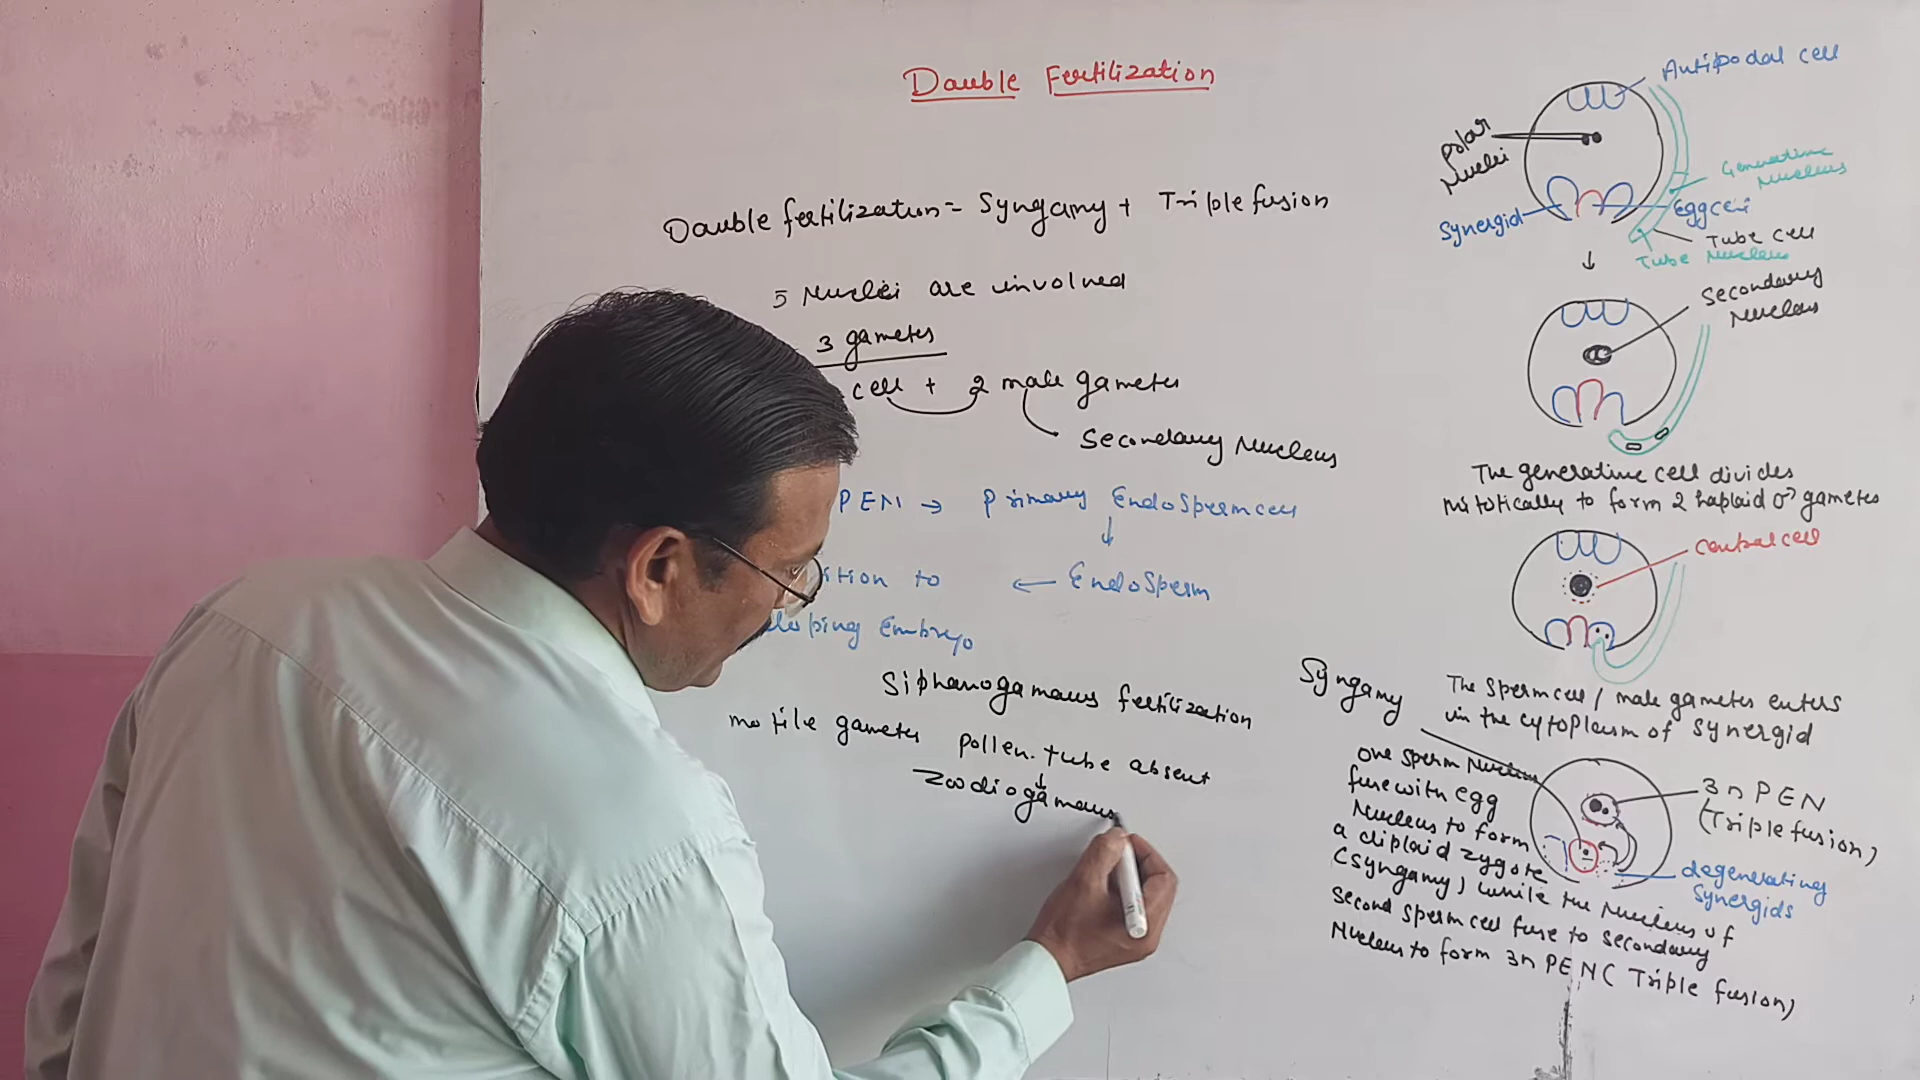 Double Fertilization
Double fertilization = Syngamy + Triple fusion
5 Nuclei are involved
3 gametes
cell + 2 male gametes
Secondary Nucleus
PEN → Primary Endosperm cell
↓
ition to ← Endosperm
loping Embryo
Siphanogamous fertilization
motile gametes pollen tube absent
↓
Zoodiogamous
Antipodal cell
Polar
Nuclei
Generative
Nucleus
Synergid
Egg cell
Tube cell
Tube Nucleus
↓
Secondary
Nucleus
The generative cell divides
mitotically to form 2 haploid ♂ gametes
Central cell
The sperm cell / male gametes enters
in the cytoplasm of synergid
Syngamy
One sperm Nucleus
fuse with egg
Nucleus to form
a diploid zygote
(syngamy) while the Nucleus of
second sperm cell fuse to secondary
Nucleus to form 3n PEN (Triple fusion)
3n PEN
(Triple fusion)
degenerating
synergids